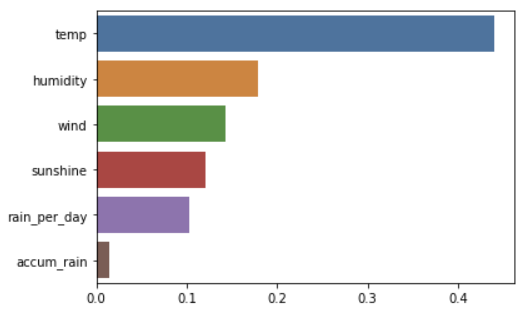 temp
humidity
wind
sunshine
rain_per_day
accum_rain
0.0 0.1 0.2 0.3 0.4